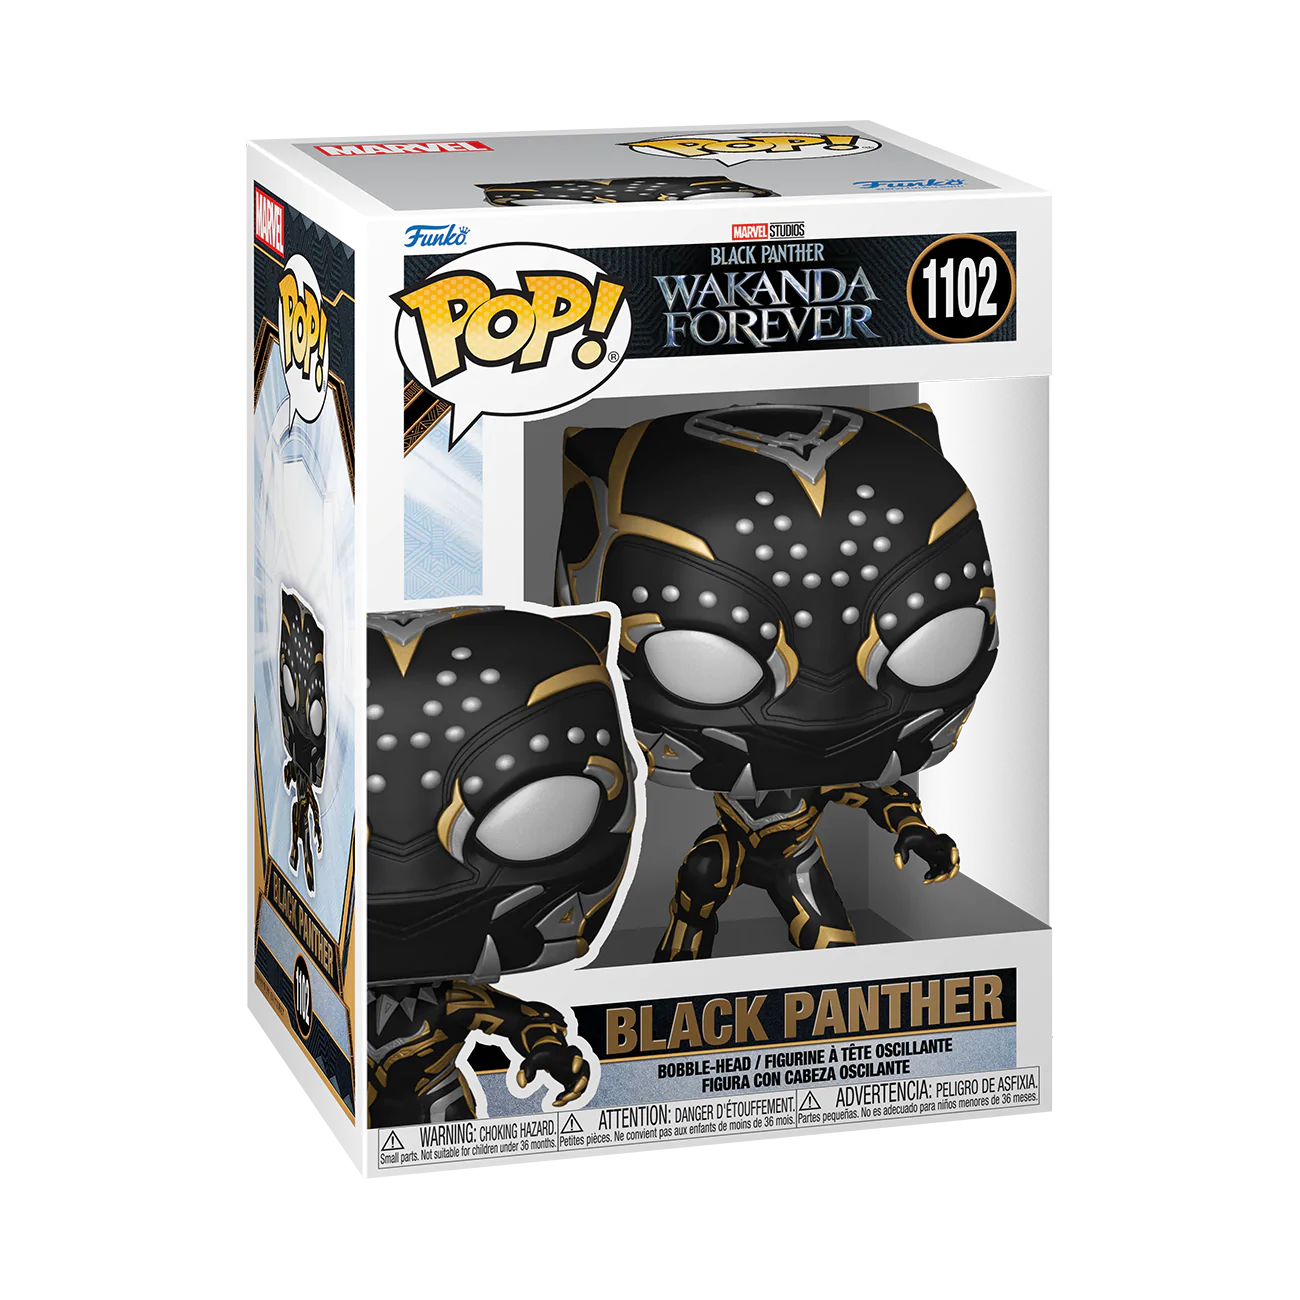 MARVEL
POP!
Funko
MARVEL
POP!
BLACK PANTHER
1102
Funko
POP!®
MARVEL STUDIOS
BLACK PANTHER
WAKANDA
FOREVER
1102
BLACK PANTHER
BOBBLE-HEAD / FIGURINE À TÊTE OSCILLANTE
FIGURA CON CABEZA OSCILANTE
WARNING: CHOKING HAZARD.
Small parts. Not suitable for children under 36 months.
ATTENTION: DANGER D'ÉTOUFFEMENT.
Petites pièces. Ne convient pas aux enfants de moins de 36 mois.
ADVERTENCIA: PELIGRO DE ASFIXIA.
Partes pequeñas. No es adecuado para niños menores de 36 meses.